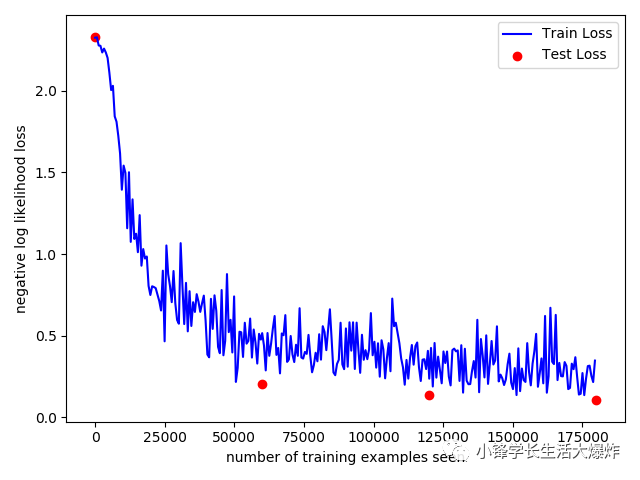 Train Loss
Test Loss
negative log likelihood loss
2.0
1.5
1.0
0.5
0.0
0 25000 50000 75000 100000 125000 150000 175000
number of training examples seen
小锋学长生活大爆炸